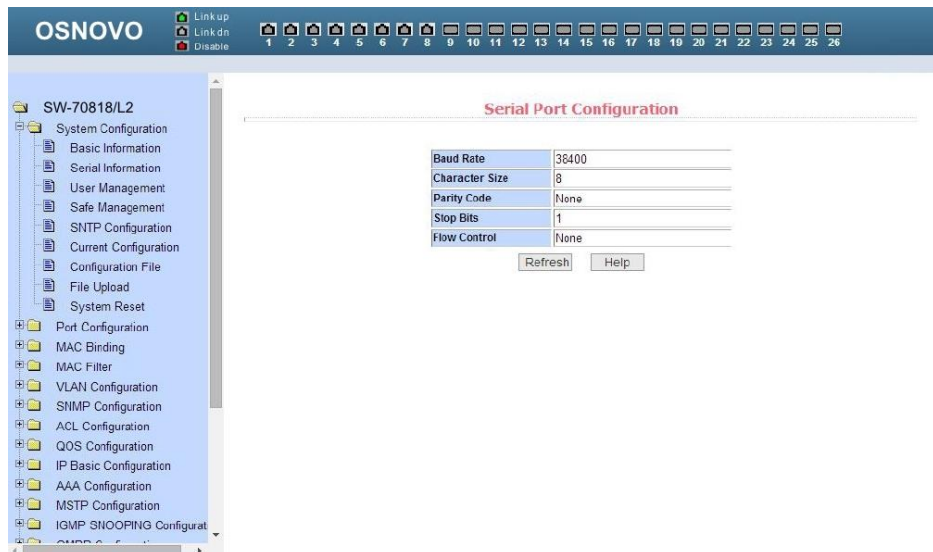 OSNOVO
Link up
Link dn
Disable
1 2 3 4 5 6 7 8 9 10 11 12 13 14 15 16 17 18 19 20 21 22 23 24 25 26
SW-70818/L2
System Configuration
Basic Information
Serial Information
User Management
Safe Management
SNTP Configuration
Current Configuration
Configuration File
File Upload
System Reset
Port Configuration
MAC Binding
MAC Filter
VLAN Configuration
SNMP Configuration
ACL Configuration
QOS Configuration
IP Basic Configuration
AAA Configuration
MSTP Configuration
IGMP SNOOPING Configurat
Serial Port Configuration
Baud Rate 38400
Character Size 8
Parity Code None
Stop Bits 1
Flow Control None
Refresh Help